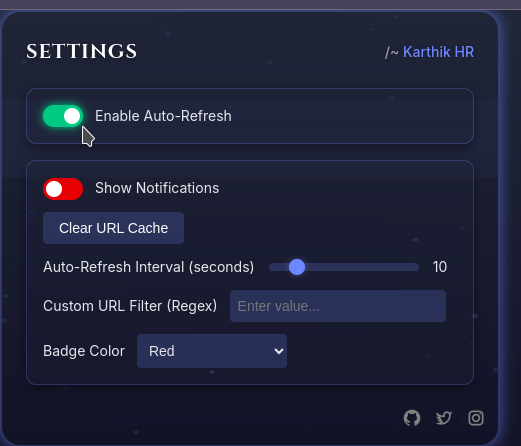 SETTINGS
/~ Karthik HR
Enable Auto-Refresh
Show Notifications
Clear URL Cache
Auto-Refresh Interval (seconds) 10
Custom URL Filter (Regex) Enter value...
Badge Color Red